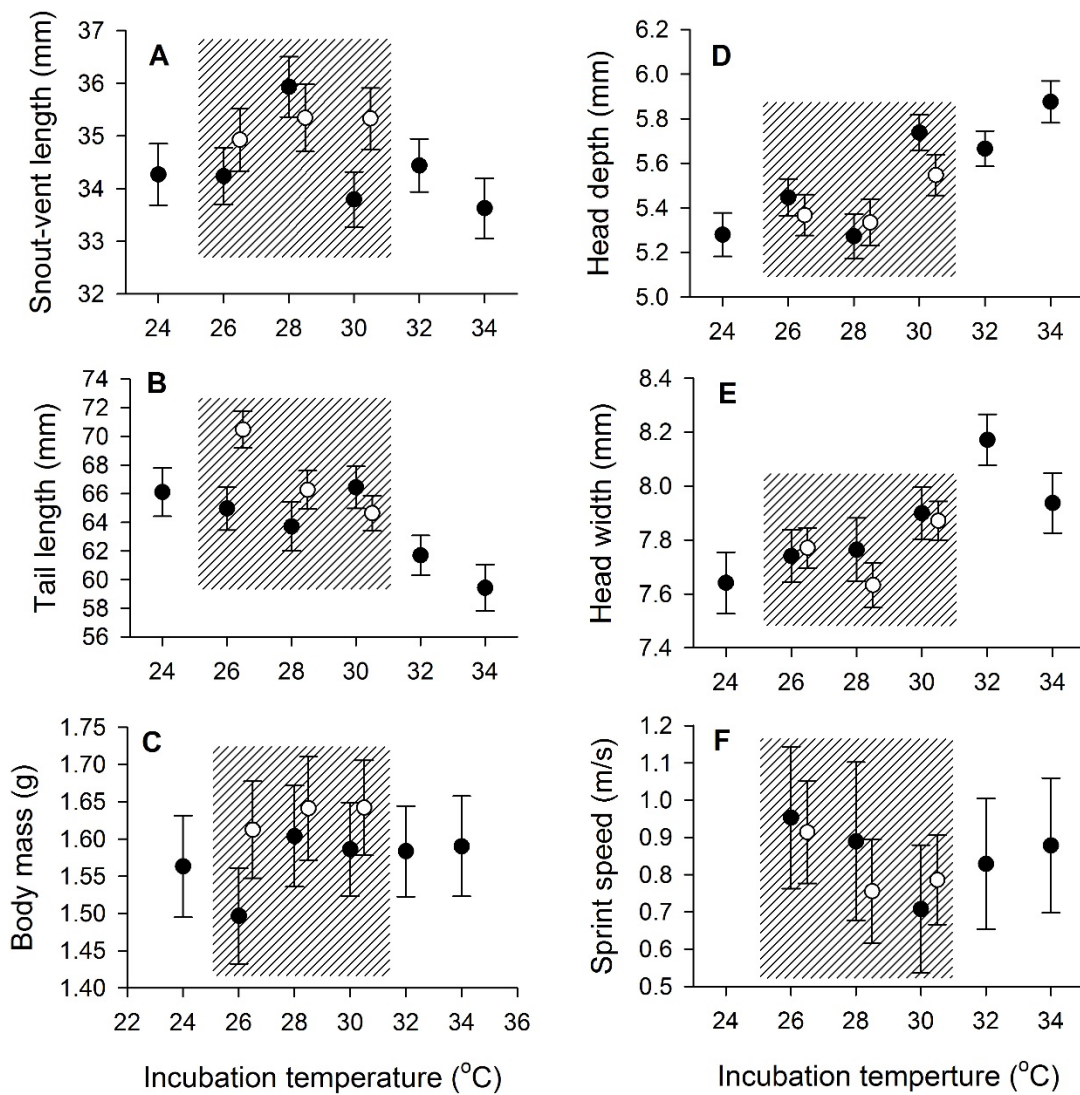 A
Snout-vent length (mm)
37
36
35
34
33
32
24 26 28 30 32 34
B
Tail length (mm)
74
72
70
68
66
64
62
60
58
56
24 26 28 30 32 34
C
Body mass (g)
1.75
1.70
1.65
1.60
1.55
1.50
1.45
1.40
22 24 26 28 30 32 34 36
Incubation temperature (°C)
D
Head depth (mm)
6.2
6.0
5.8
5.6
5.4
5.2
5.0
24 26 28 30 32 34
E
Head width (mm)
8.4
8.2
8.0
7.8
7.6
7.4
24 26 28 30 32 34
F
Sprint speed (m/s)
1.2
1.1
1.0
0.9
0.8
0.7
0.6
0.5
24 26 28 30 32 34
Incubation temperture (°C)